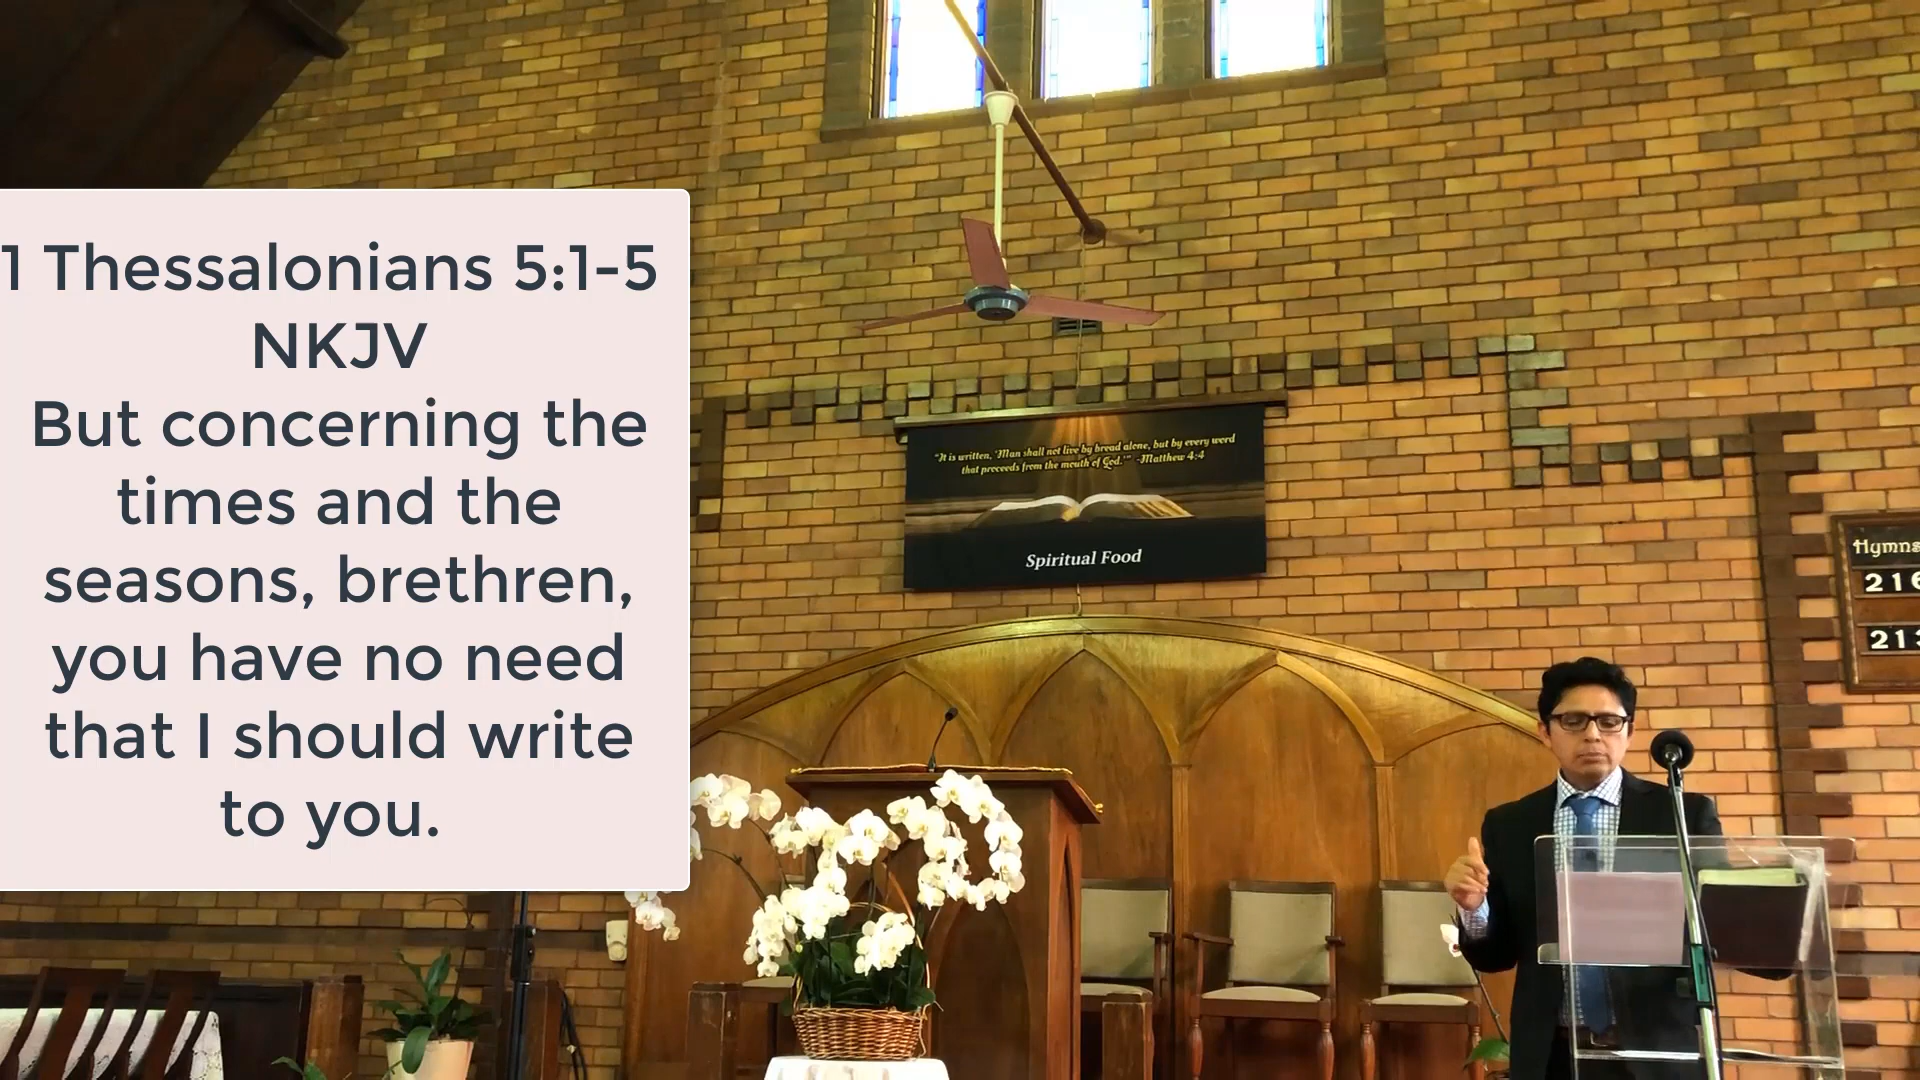 1 Thessalonians 5:1-5
NKJV
But concerning the
times and the
seasons, brethren,
you have no need
that I should write
to you.
"It is written, 'Man shall not live by bread alone, but by every word
that proceeds from the mouth of God.'" -Matthew 4:4
Spiritual Food
Hymns
216
213